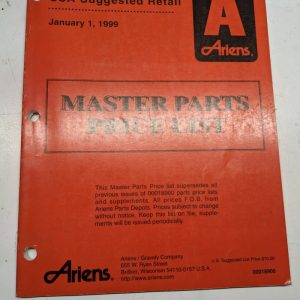 USA Suggested Retail
January 1, 1999
A
Ariens
MASTER PARTS
PRICE LIST
This Master Parts Price list supersedes all
previous issues of 00018900 parts price lists
and supplements. All prices F.O.B. from
Ariens Parts Depots. Prices subject to change
without notice. Keep this list on file, supple-
ments will be issued periodically.
Ariens
Ariens / Gravely Company
655 W. Ryan Street
Brillion, Wisconsin 54110-0157 U.S.A.
http://www.ariens.com
U.S. Suggested List Price
00018900